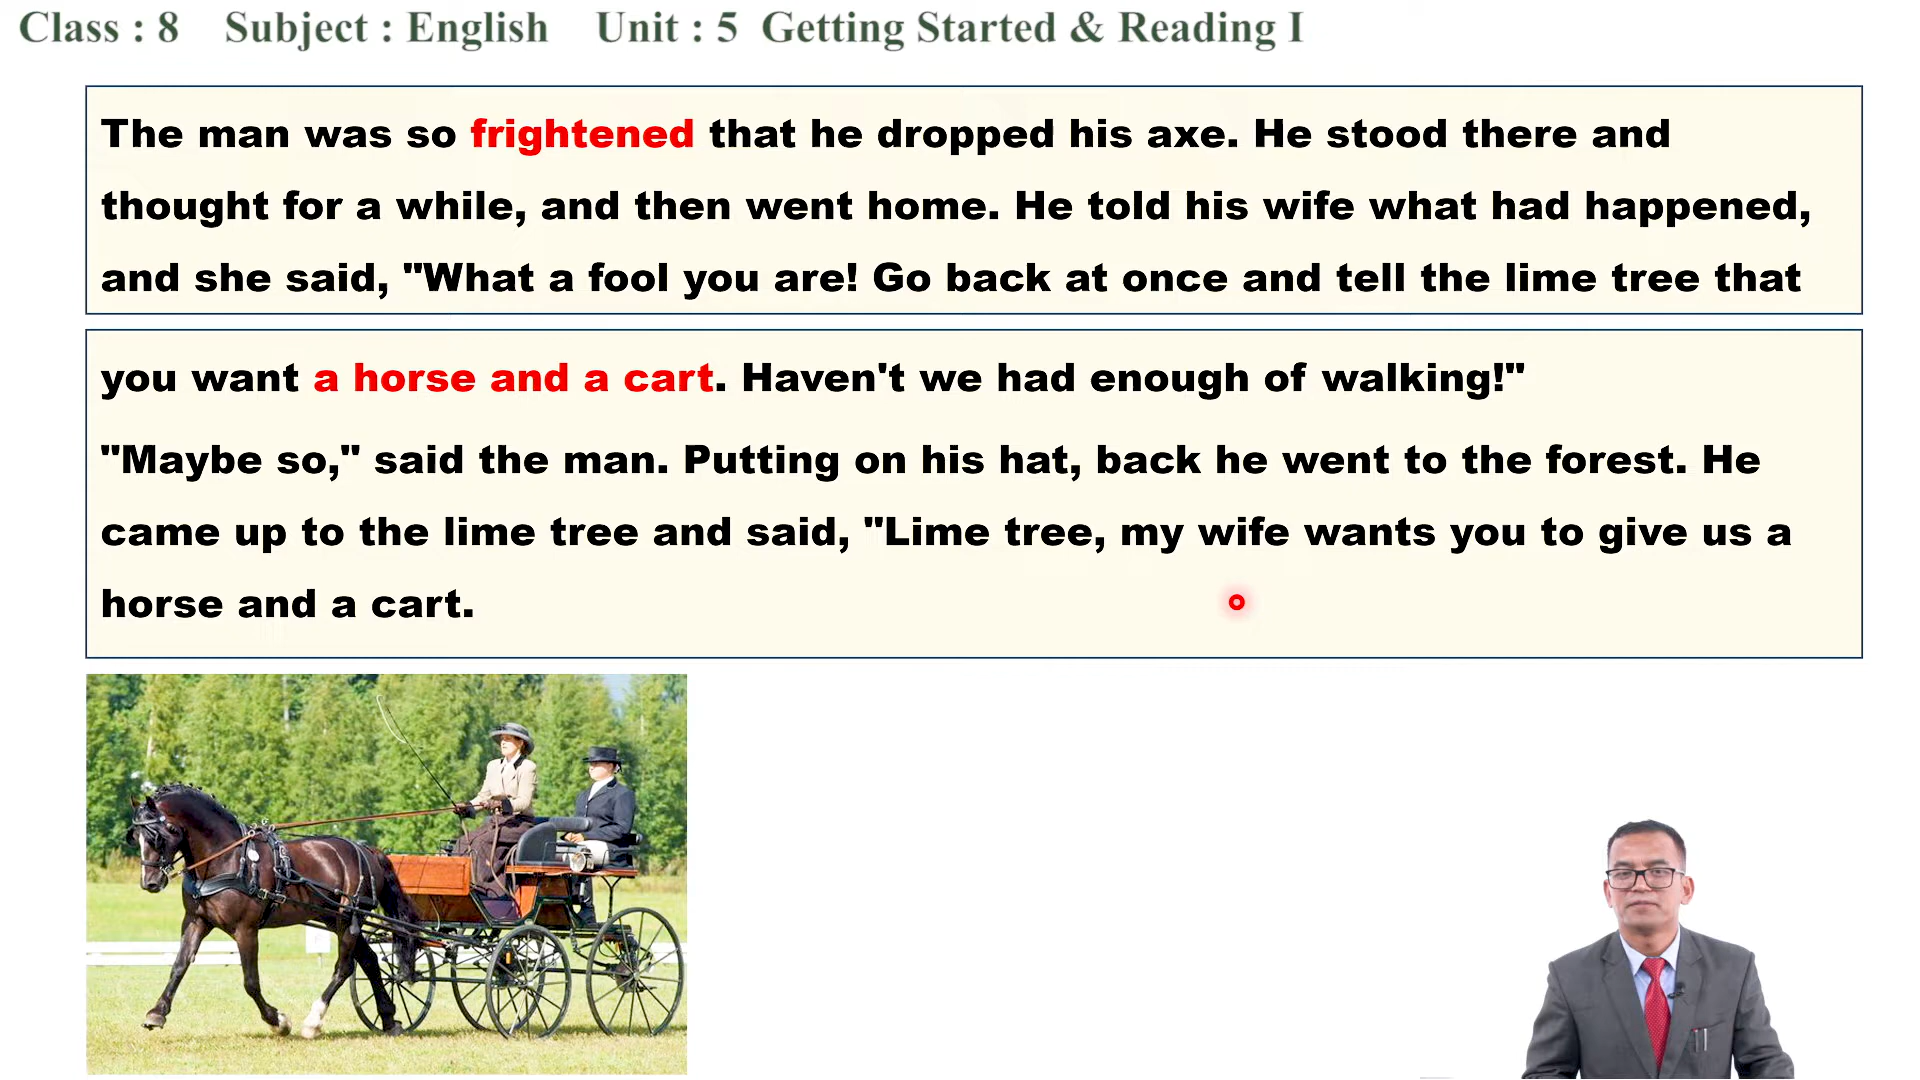 Class : 8 Subject : English Unit : 5 Getting Started & Reading I
The man was so frightened that he dropped his axe. He stood there and
thought for a while, and then went home. He told his wife what had happened,
and she said, "What a fool you are! Go back at once and tell the lime tree that
you want a horse and a cart. Haven't we had enough of walking!"
"Maybe so," said the man. Putting on his hat, back he went to the forest. He
came up to the lime tree and said, "Lime tree, my wife wants you to give us a
horse and a cart.